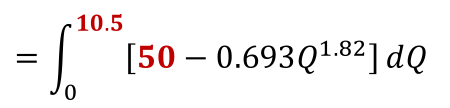 = ∫₀^10.5 [50 − 0.693Q^1.82] dQ